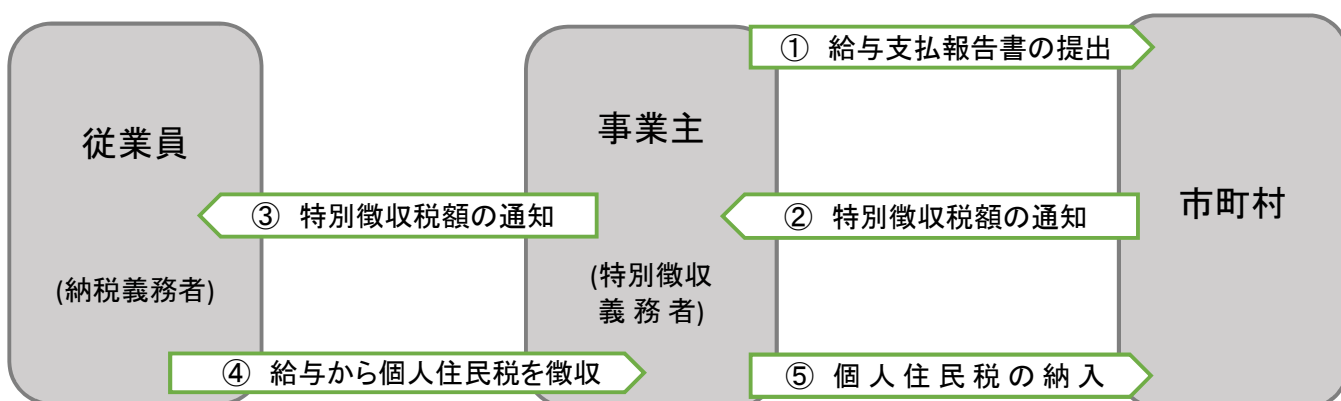 ① 給与支払報告書の提出
従業員
事業主
市町村
③ 特別徴収税額の通知
② 特別徴収税額の通知
(納税義務者)
(特別徴収
義務者)
④ 給与から個人住民税を徴収
⑤ 個人住民税の納入